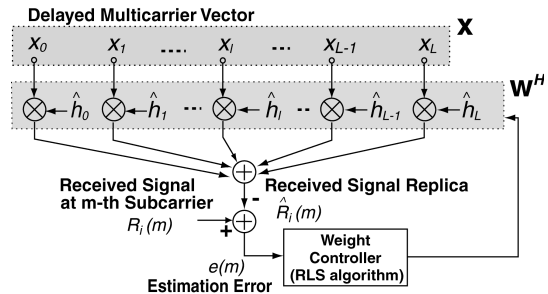 Delayed Multicarrier Vector
X
x0 x1 ..... xl ... xL-1 xL
W^H
ĥ0 ĥ1 ... ĥl .. ĥL-1 ĥL
Received Signal
at m-th Subcarrier
Ri(m)
+
-
Received Signal Replica
R̂i(m)
e(m)
Estimation Error
Weight
Controller
(RLS algorithm)